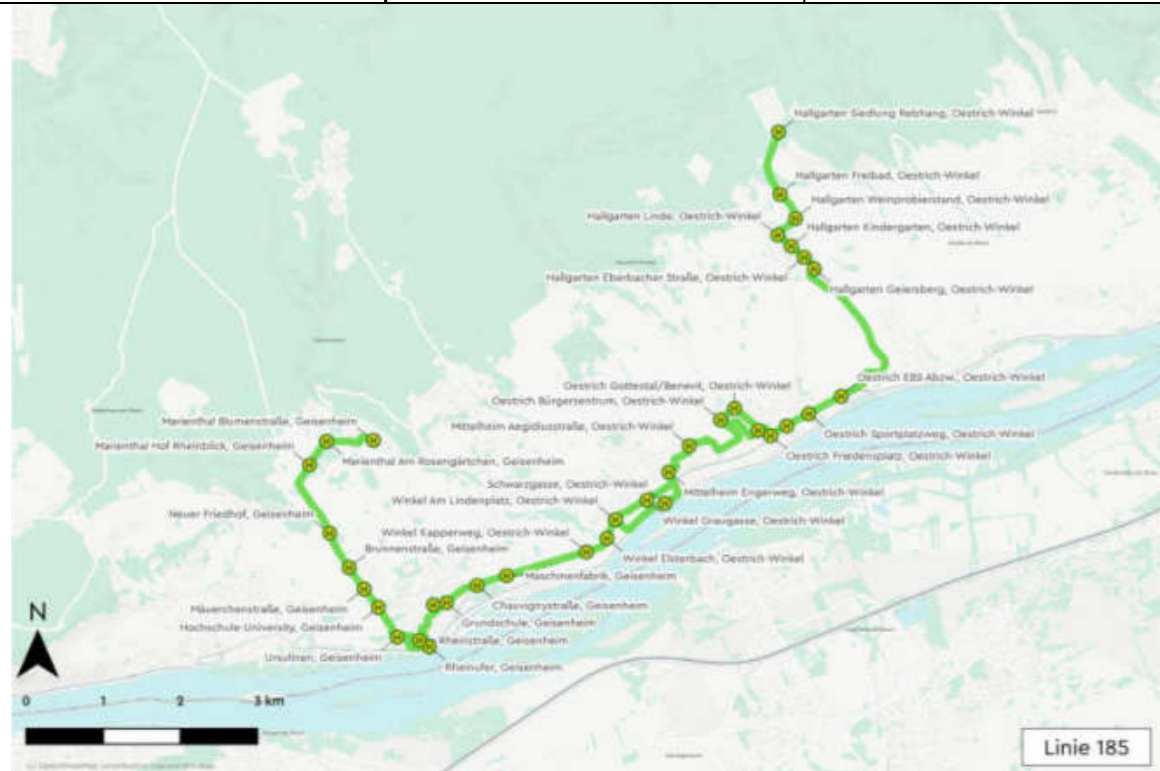 Hallgarten Siedlung Rebhang, Oestrich-Winkel
Hallgarten Freibad, Oestrich-Winkel
Hallgarten Weinprobierstand, Oestrich-Winkel
Hallgarten Linde, Oestrich-Winkel
Hallgarten Kindergarten, Oestrich-Winkel
Hallgarten Eberbacher Straße, Oestrich-Winkel
Hallgarten Geiersberg, Oestrich-Winkel
Oestrich EBS Abzw., Oestrich-Winkel
Oestrich Gottestal/Benevit, Oestrich-Winkel
Oestrich Bürgerzentrum, Oestrich-Winkel
Oestrich Sportplatzweg, Oestrich-Winkel
Mittelheim Aegidiusstraße, Oestrich-Winkel
Oestrich Friedensplatz, Oestrich-Winkel
Marienthal Blumenstraße, Geisenheim
Marienthal Hof Rheinblick, Geisenheim
Marienthal Am Rosengärtchen, Geisenheim
Schwarzgasse, Oestrich-Winkel
Mittelheim Engerweg, Oestrich-Winkel
Winkel Am Lindenplatz, Oestrich-Winkel
Neuer Friedhof, Geisenheim
Winkel Graugasse, Oestrich-Winkel
Winkel Kapperweg, Oestrich-Winkel
Brunnenstraße, Geisenheim
Winkel Elsterbach, Oestrich-Winkel
Maschinenfabrik, Geisenheim
Mäuerchenstraße, Geisenheim
Chauvignystraße, Geisenheim
Hochschule-University, Geisenheim
Grundschule, Geisenheim
Rheinstraße, Geisenheim
Ursulinen, Geisenheim
Rheinufer, Geisenheim
N
0 1 2 3 km
Linie 185